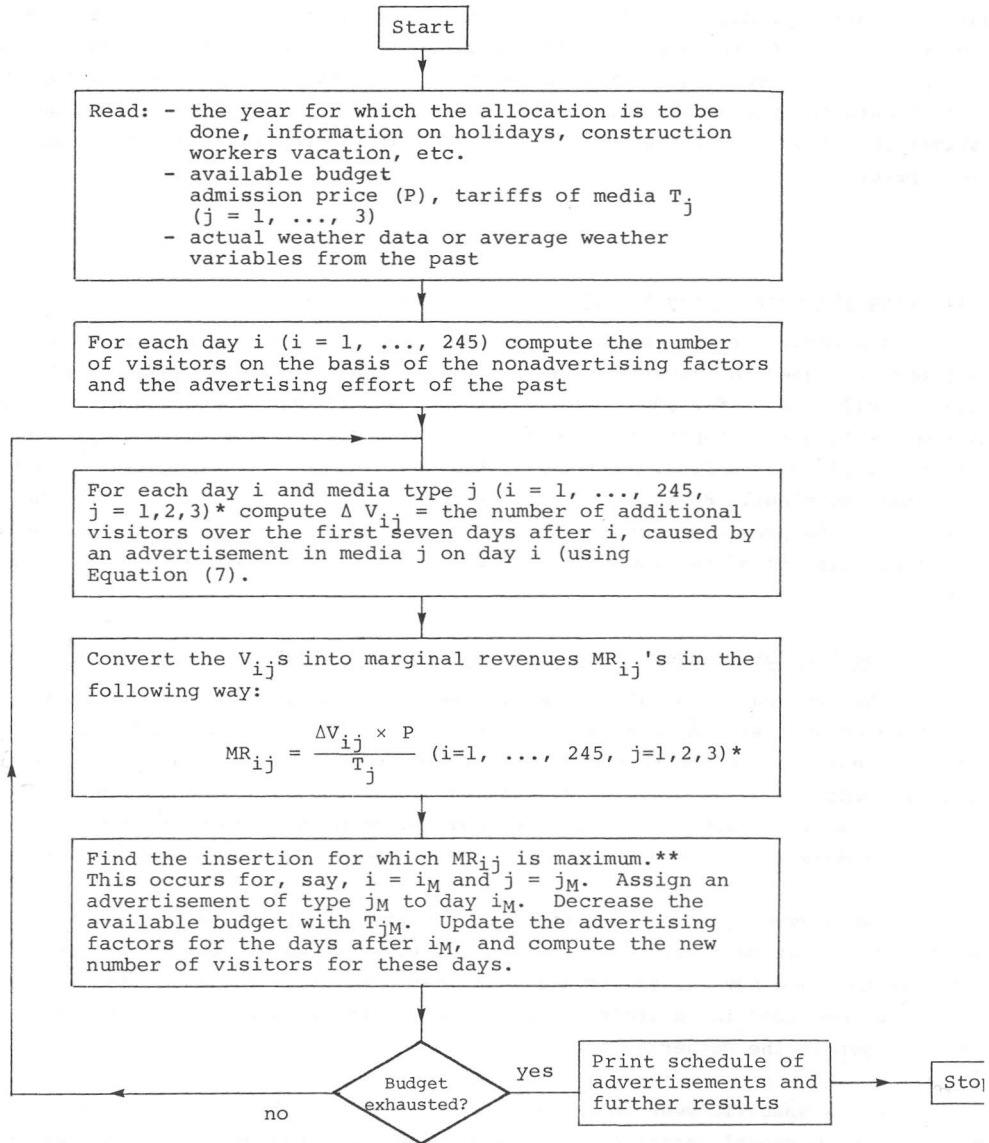 Start
Read: - the year for which the allocation is to be
done, information on holidays, construction
workers vacation, etc.
- available budget
admission price (P), tariffs of media T_j
(j = 1, ..., 3)
- actual weather data or average weather
variables from the past
For each day i (i = 1, ..., 245) compute the number
of visitors on the basis of the nonadvertising factors
and the advertising effort of the past
For each day i and media type j (i = 1, ..., 245,
j = 1,2,3)* compute Δ V_ij = the number of additional
visitors over the first seven days after i, caused by
an advertisement in media j on day i (using
Equation (7).
Convert the V_ij s into marginal revenues MR_ij's in the
following way:
MR_ij = ΔV_ij × P / T_j (i=1, ..., 245, j=1,2,3)*
Find the insertion for which MR_ij is maximum.**
This occurs for, say, i = i_M and j = j_M. Assign an
advertisement of type j_M to day i_M. Decrease the
available budget with T_jM. Update the advertising
factors for the days after i_M, and compute the new
number of visitors for these days.
Budget
exhausted?
yes
no
Print schedule of
advertisements and
further results
Stop